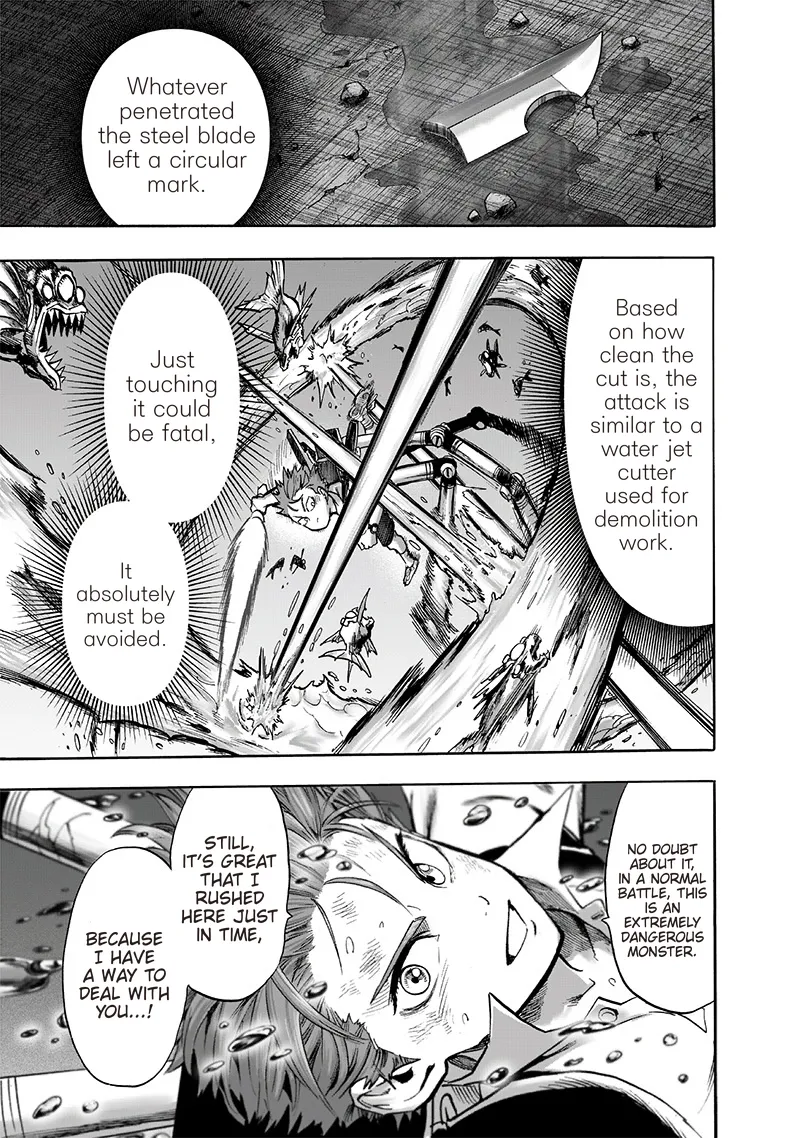 Whatever
penetrated
the steel blade
left a circular
mark.
Based
on how
clean the
cut is, the
attack is
similar to a
water jet
cutter
used for
demolition
work.
Just
touching
it could
be fatal,
It
absolutely
must be
avoided.
NO DOUBT
ABOUT IT,
IN A NORMAL
BATTLE, THIS
IS AN
EXTREMELY
DANGEROUS
MONSTER.
STILL,
IT'S GREAT
THAT I
RUSHED
HERE JUST
IN TIME,
BECAUSE
I HAVE
A WAY TO
DEAL WITH
YOU...!